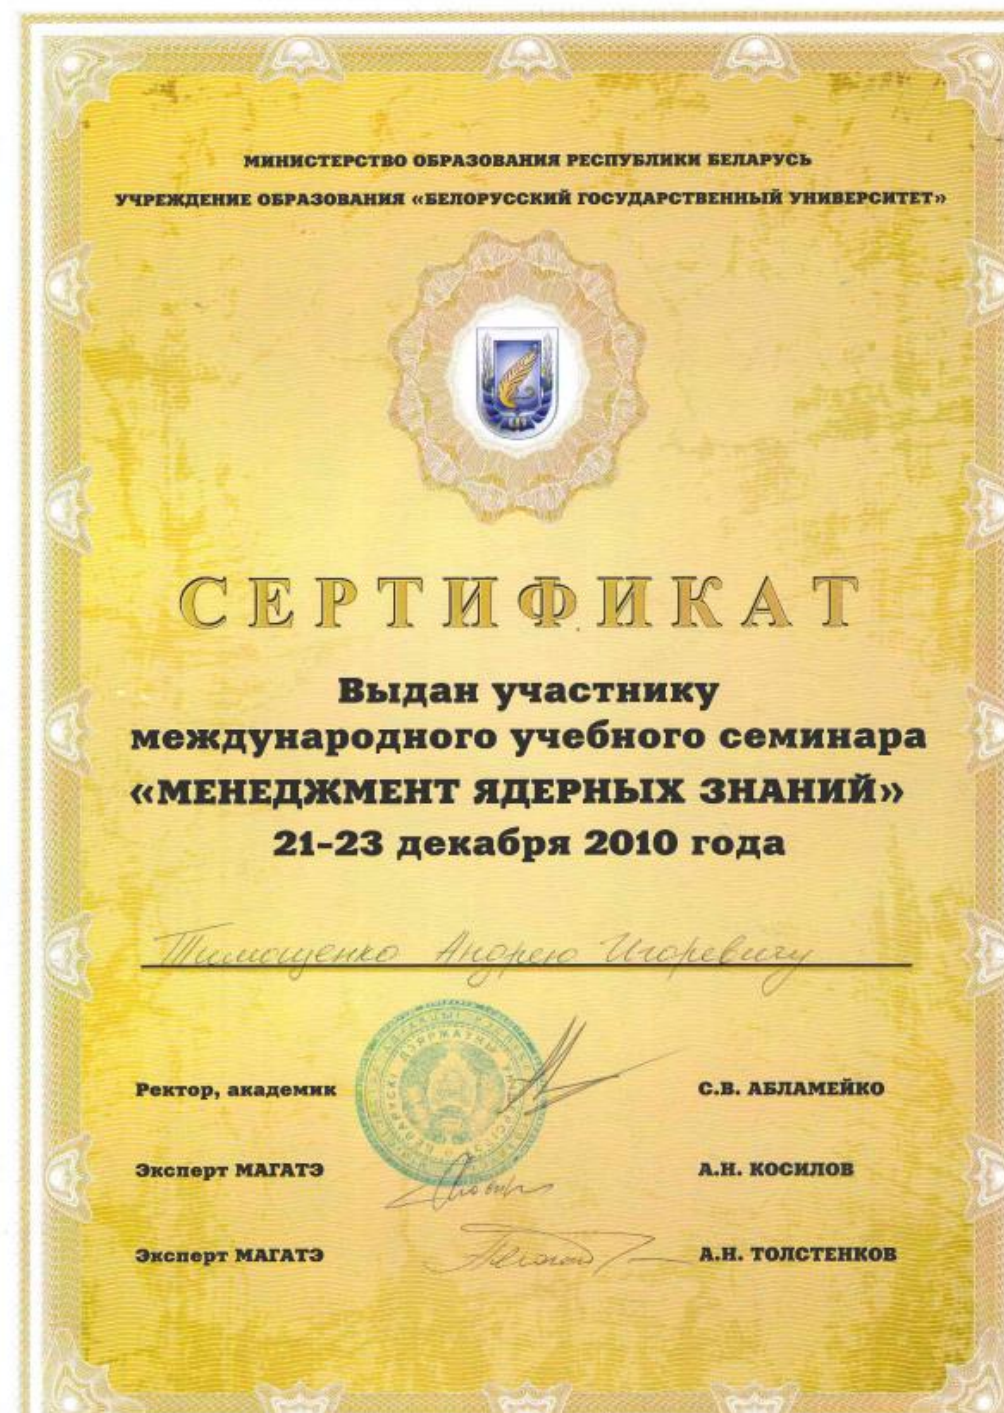 МИНИСТЕРСТВО ОБРАЗОВАНИЯ РЕСПУБЛИКИ БЕЛАРУСЬ
УЧРЕЖДЕНИЕ ОБРАЗОВАНИЯ «БЕЛОРУССКИЙ ГОСУДАРСТВЕННЫЙ УНИВЕРСИТЕТ»
СЕРТИФИКАТ
Выдан участнику
международного учебного семинара
«МЕНЕДЖМЕНТ ЯДЕРНЫХ ЗНАНИЙ»
21-23 декабря 2010 года
Тимощенко Андрею Игоревичу
Ректор, академик С.В. АБЛАМЕЙКО
Эксперт МАГАТЭ А.Н. КОСИЛОВ
Эксперт МАГАТЭ А.Н. ТОЛСТЕНКОВ